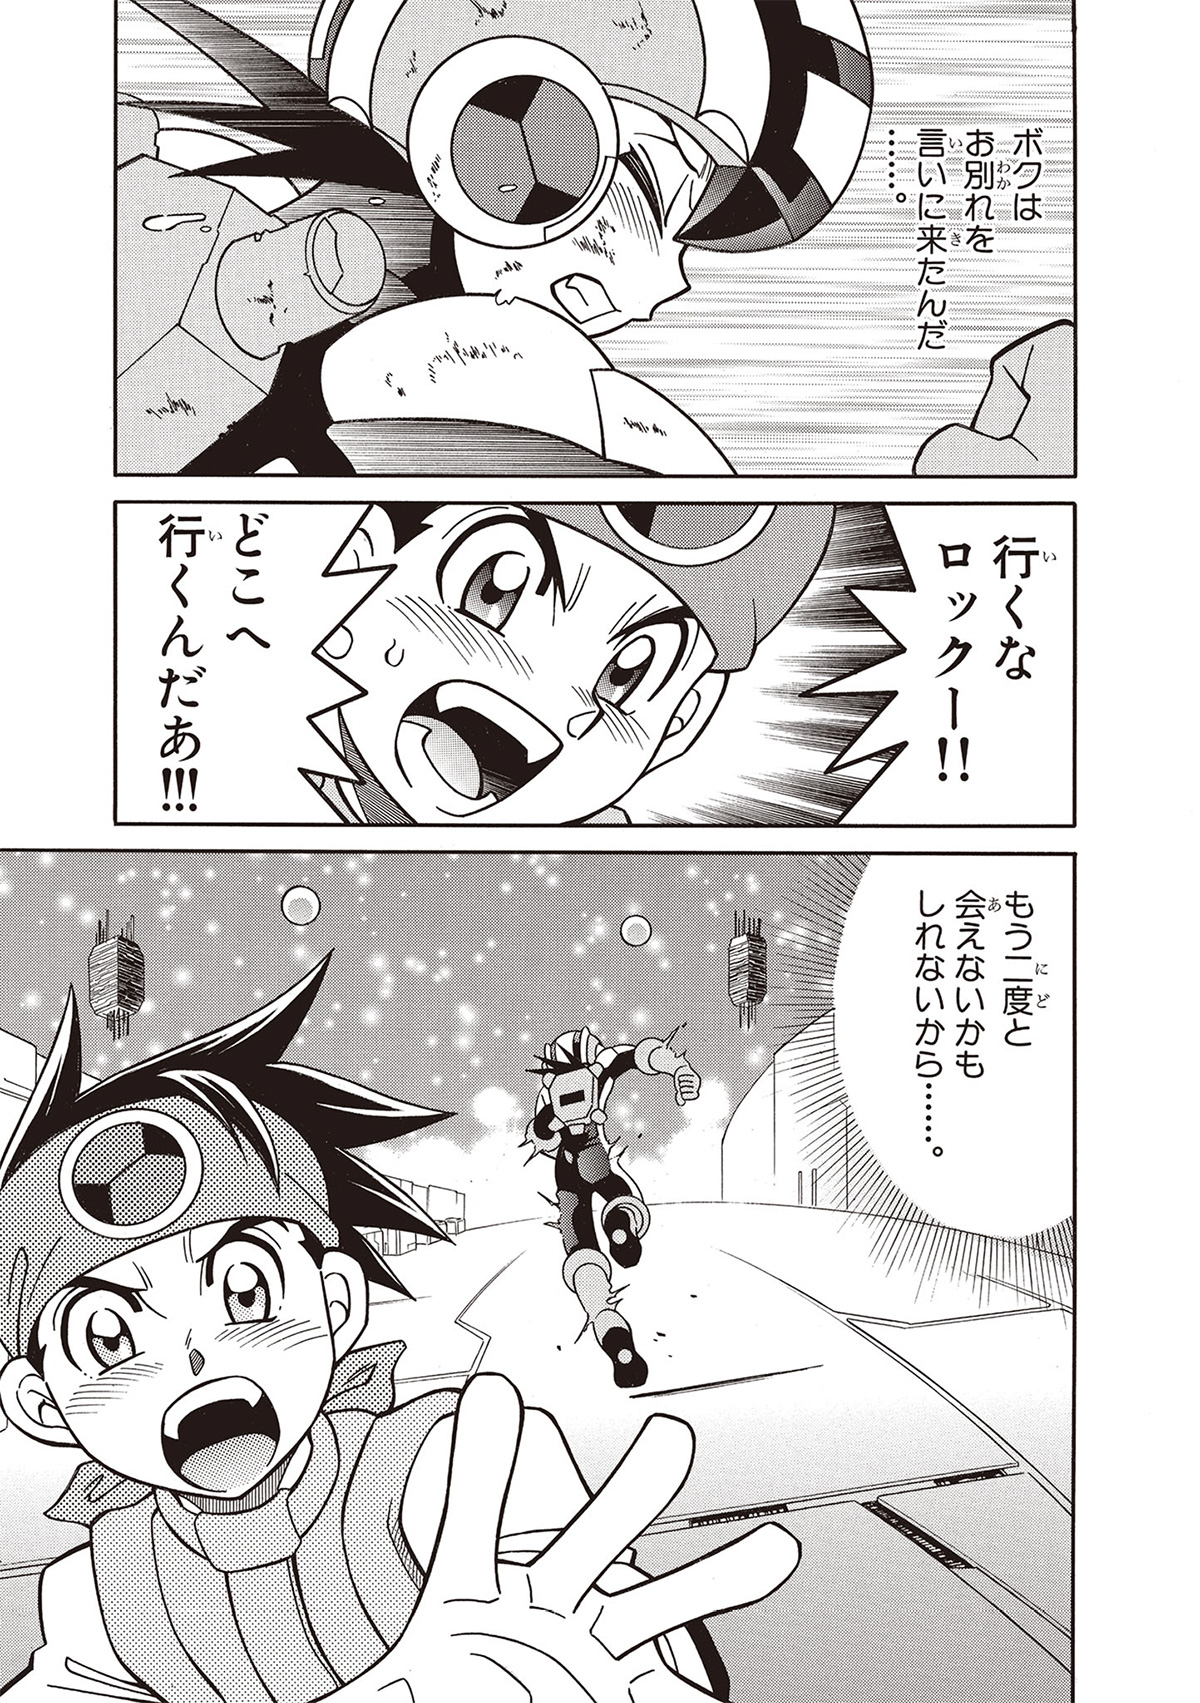 ボクは
お別れを
言いに来たんだ
……。
行くな
ロックー!!
どこへ
行くんだあ!!!
もう二度と
会えないかも
しれないから……。